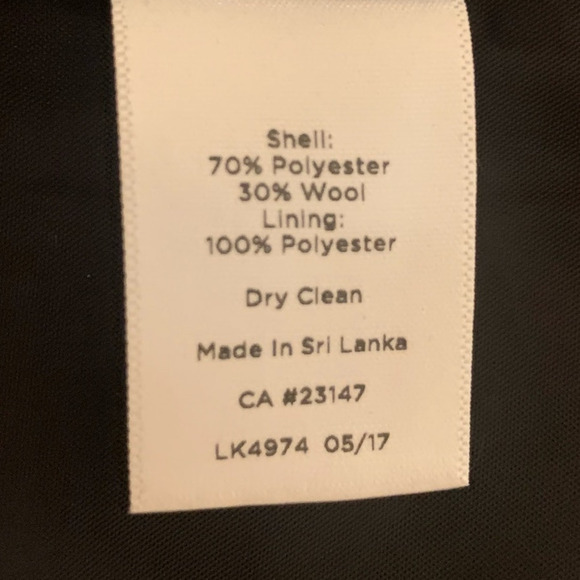 Shell:
70% Polyester
30% Wool
Lining:
100% Polyester
Dry Clean
Made In Sri Lanka
CA #23147
LK4974 05/17